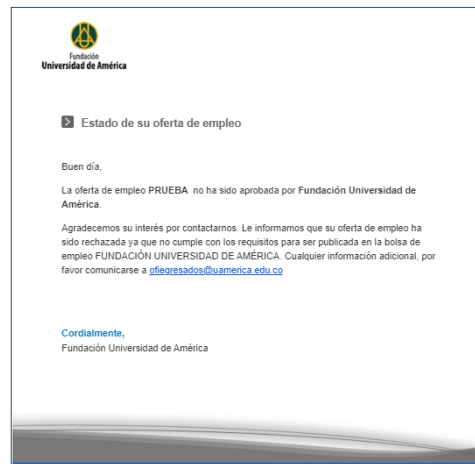 Fundación
Universidad de América
Estado de su oferta de empleo
Buen día,
La oferta de empleo PRUEBA no ha sido aprobada por Fundación Universidad de
América.
Agradecemos su interés por contactarnos. Le informamos que su oferta de empleo ha
sido rechazada ya que no cumple con los requisitos para ser publicada en la bolsa de
empleo FUNDACIÓN UNIVERSIDAD DE AMÉRICA. Cualquier información adicional, por
favor comunicarse a ofiegresados@uamerica.edu.co
Cordialmente,
Fundación Universidad de América